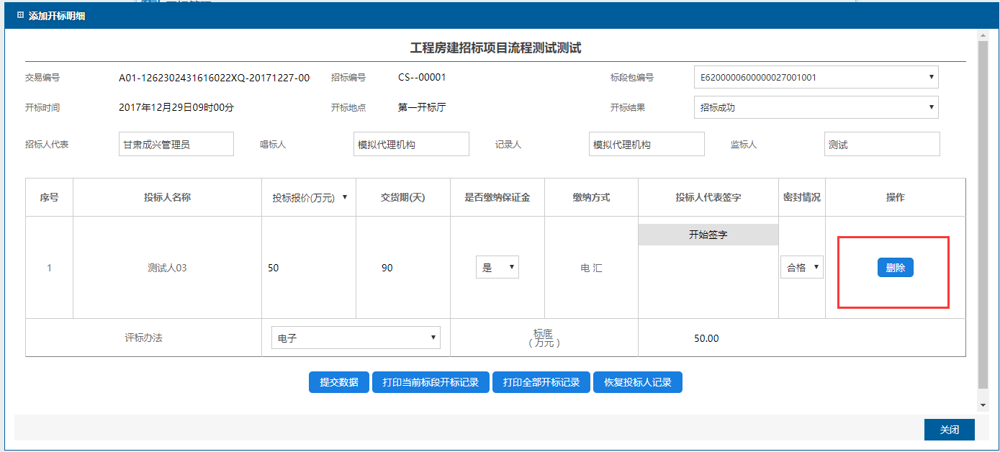 添加开标明细
工程房建招标项目流程测试测试
交易编号 A01-1262302431616022XQ-20171227-00 招标编号 CS--00001 标段包编号 E6200000600000027001001
开标时间 2017年12月29日09时00分 开标地点 第一开标厅 开标结果 招标成功
招标人代表 甘肃成兴管理员 唱标人 模拟代理机构 记录人 模拟代理机构 监标人 测试
序号 投标人名称 投标报价(万元) 交货期(天) 是否缴纳保证金 缴纳方式 投标人代表签字 密封情况 操作
开始签字
1 测试人03 50 90 是 电 汇 合格 删除
评标办法 电子 标底 50.00
（万元）
提交数据 打印当前标段开标记录 打印全部开标记录 恢复投标人记录
关闭